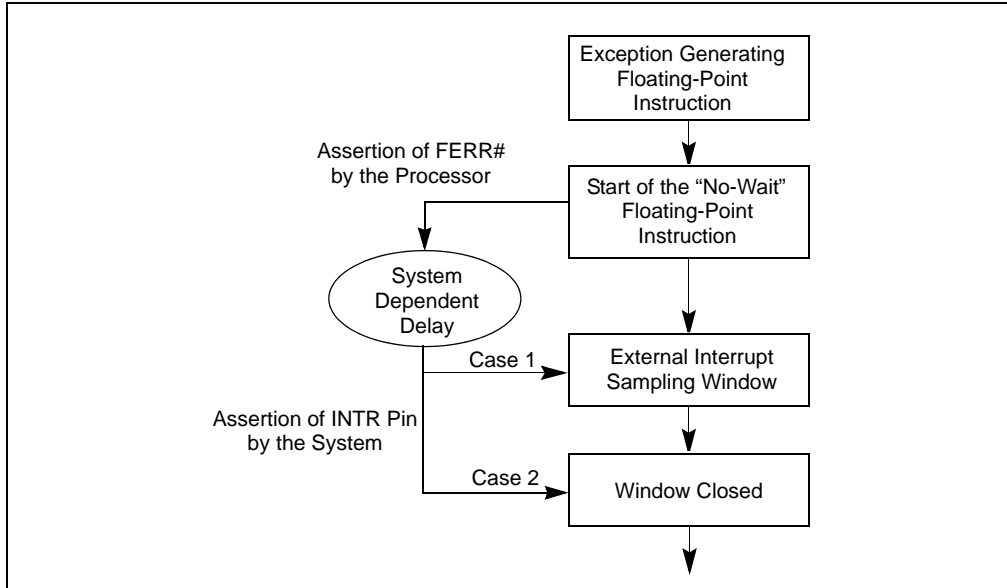 Exception Generating
Floating-Point
Instruction
Assertion of FERR#
by the Processor
Start of the “No-Wait”
Floating-Point
Instruction
System
Dependent
Delay
Case 1
External Interrupt
Sampling Window
Assertion of INTR Pin
by the System
Case 2
Window Closed